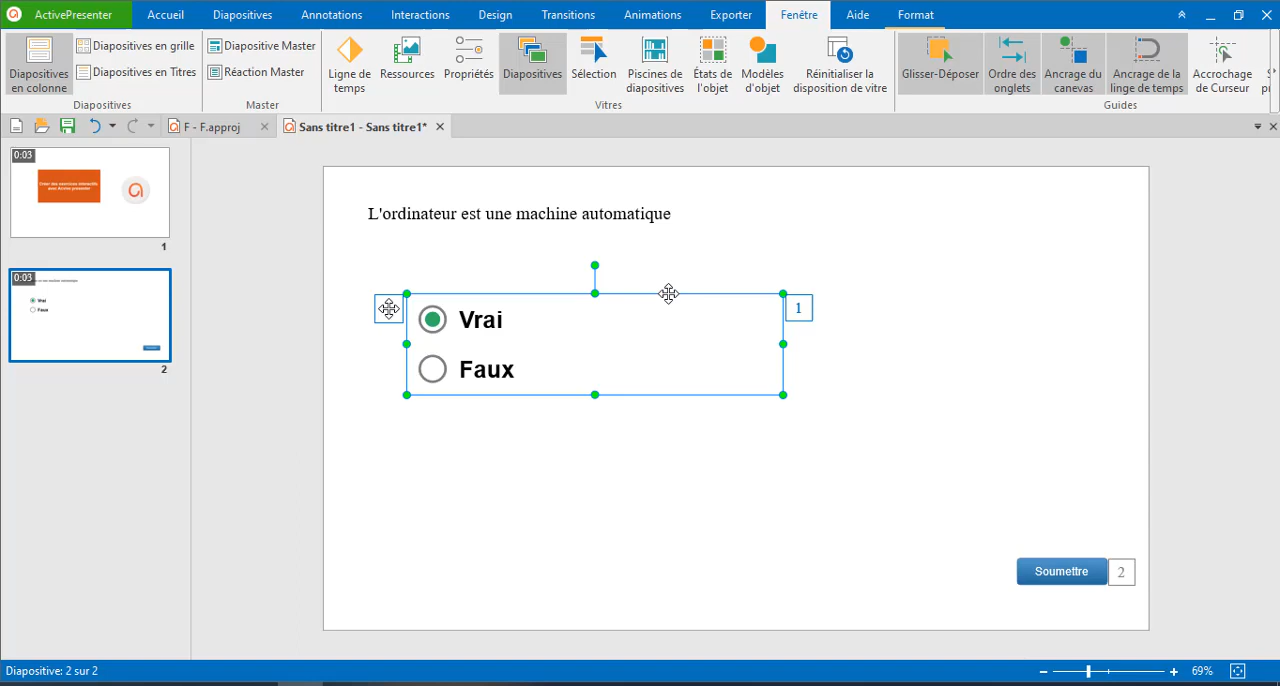 ActivePresenter
Accueil
Diapositives
Annotations
Interactions
Design
Transitions
Animations
Exporter
Fenêtre
Aide
Format
Diapositives en colonne
Diapositives en grille
Diapositives en Titres
Diapositives
Diapositive Master
Réaction Master
Master
Ligne de temps
Ressources
Propriétés
Diapositives
Sélection
Piscines de diapositives
États de l'objet
Modèles d'objet
Réinitialiser la disposition de vitre
Vitres
Glisser-Déposer
Ordre des onglets
Ancrage du canevas
Ancrage de la linge de temps
Accrochage de Curseur
Guides
F - F.approj
Sans titre1 - Sans titre1*
0:03
1
0:03
Vrai
Faux
2
L'ordinateur est une machine automatique
1
Vrai
Faux
Soumettre
2
Diapositive: 2 sur 2
69%